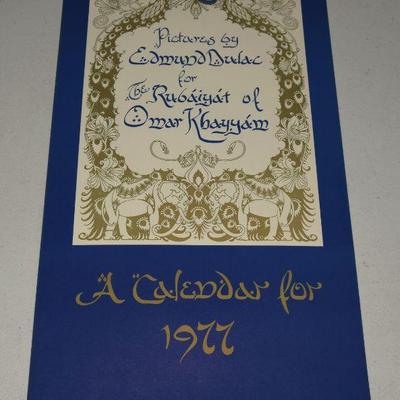 Pictures by
Edmund Dulac
for
The Rubáiyát of
Omar Khayyám
A Calendar for
1977